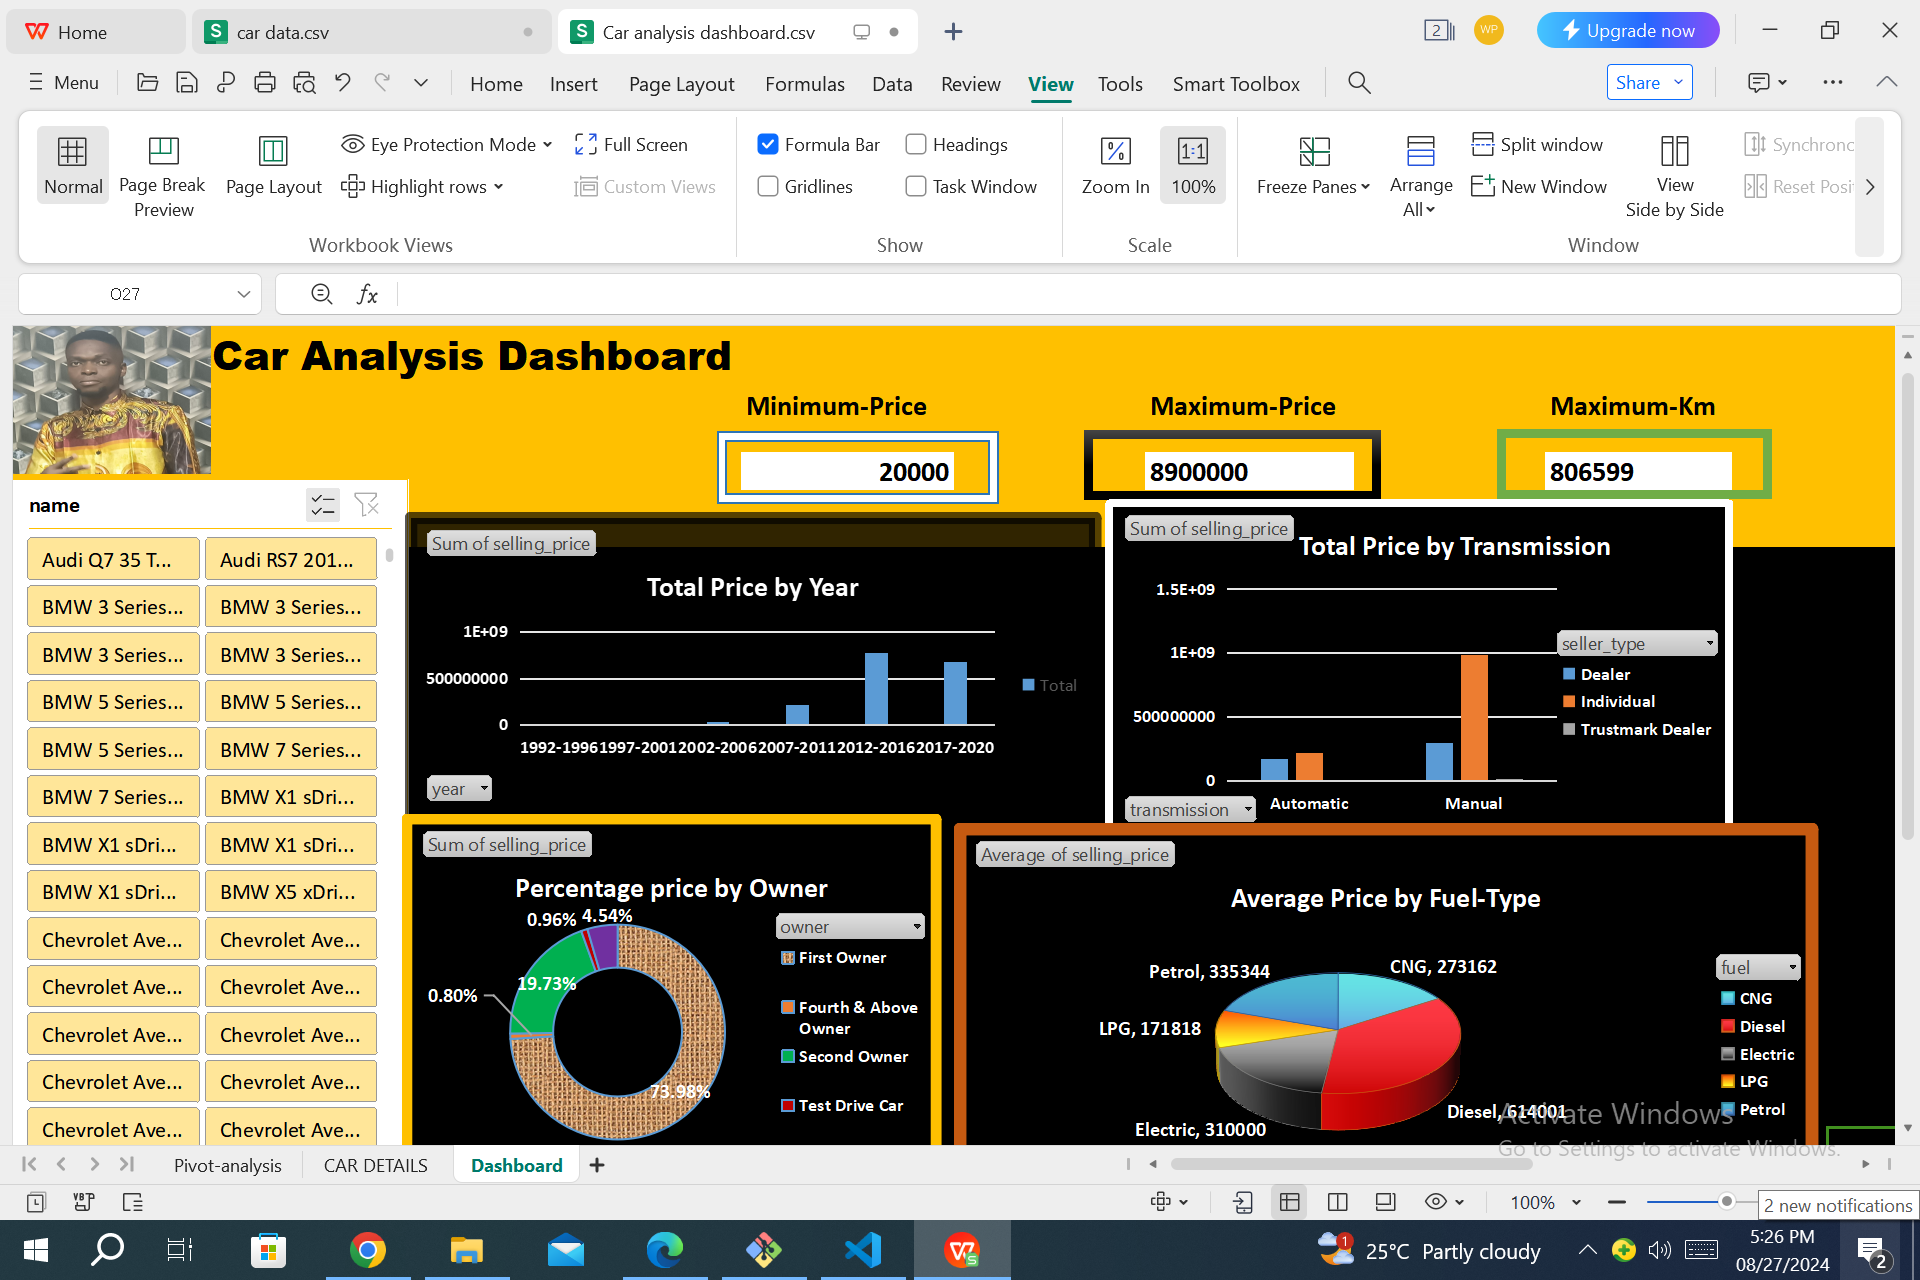 Home
car data.csv
Car analysis dashboard.csv
2
WP
Upgrade now
Menu
Home
Insert
Page Layout
Formulas
Data
Review
View
Tools
Smart Toolbox
Share
Normal
Page Break
Preview
Page Layout
Eye Protection Mode
Highlight rows
Full Screen
Custom Views
Workbook Views
Formula Bar
Headings
Gridlines
Task Window
Show
Zoom In
1:1
100%
Scale
Freeze Panes
Arrange
All
Split window
New Window
View
Side by Side
Synchronc
Reset Posi
Window
O27
fx
Car Analysis Dashboard
Minimum-Price
Maximum-Price
Maximum-Km
20000
8900000
806599
name
Audi Q7 35 T...
Audi RS7 201...
BMW 3 Series...
BMW 3 Series...
BMW 3 Series...
BMW 3 Series...
BMW 5 Series...
BMW 5 Series...
BMW 5 Series...
BMW 7 Series...
BMW 7 Series...
BMW X1 sDri...
BMW X1 sDri...
BMW X1 sDri...
BMW X1 sDri...
BMW X5 xDri...
Chevrolet Ave...
Chevrolet Ave...
Chevrolet Ave...
Chevrolet Ave...
Chevrolet Ave...
Chevrolet Ave...
Chevrolet Ave...
Chevrolet Ave...
Chevrolet Ave...
Chevrolet Ave...
Sum of selling_price
Total Price by Year
1E+09
500000000
0
1992-1996
1997-2001
2002-2006
2007-2011
2012-2016
2017-2020
Total
year
Sum of selling_price
Total Price by Transmission
1.5E+09
1E+09
500000000
0
Automatic
Manual
seller_type
Dealer
Individual
Trustmark Dealer
transmission
Sum of selling_price
Percentage price by Owner
0.96%
4.54%
19.73%
0.80%
73.98%
owner
First Owner
Fourth & Above
Owner
Second Owner
Test Drive Car
Average of selling_price
Average Price by Fuel-Type
Petrol, 335344
CNG, 273162
LPG, 171818
Electric, 310000
Diesel, 614001
fuel
CNG
Diesel
Electric
LPG
Petrol
Activate Windows
Go to Settings to activate Windows.
Pivot-analysis
CAR DETAILS
Dashboard
100%
2 new notifications
1
25°C Partly cloudy
5:26 PM
08/27/2024
2